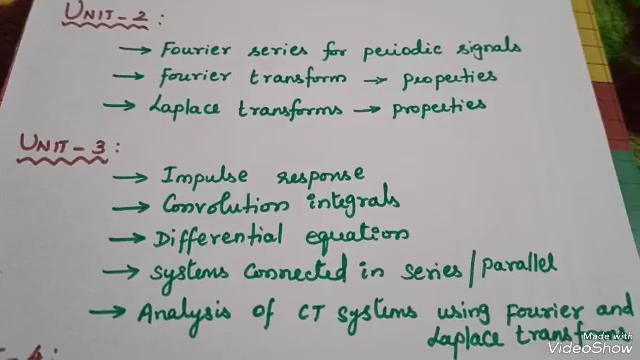 UNIT-2:
→ Fourier series for periodic signals
→ Fourier transform → properties
→ Laplace transforms → properties
UNIT-3:
→ Impulse response
→ Convolution integrals
→ Differential equation
→ Systems connected in series/parallel
→ Analysis of CT systems using Fourier and
Laplace transforms
Made with
VideoShow